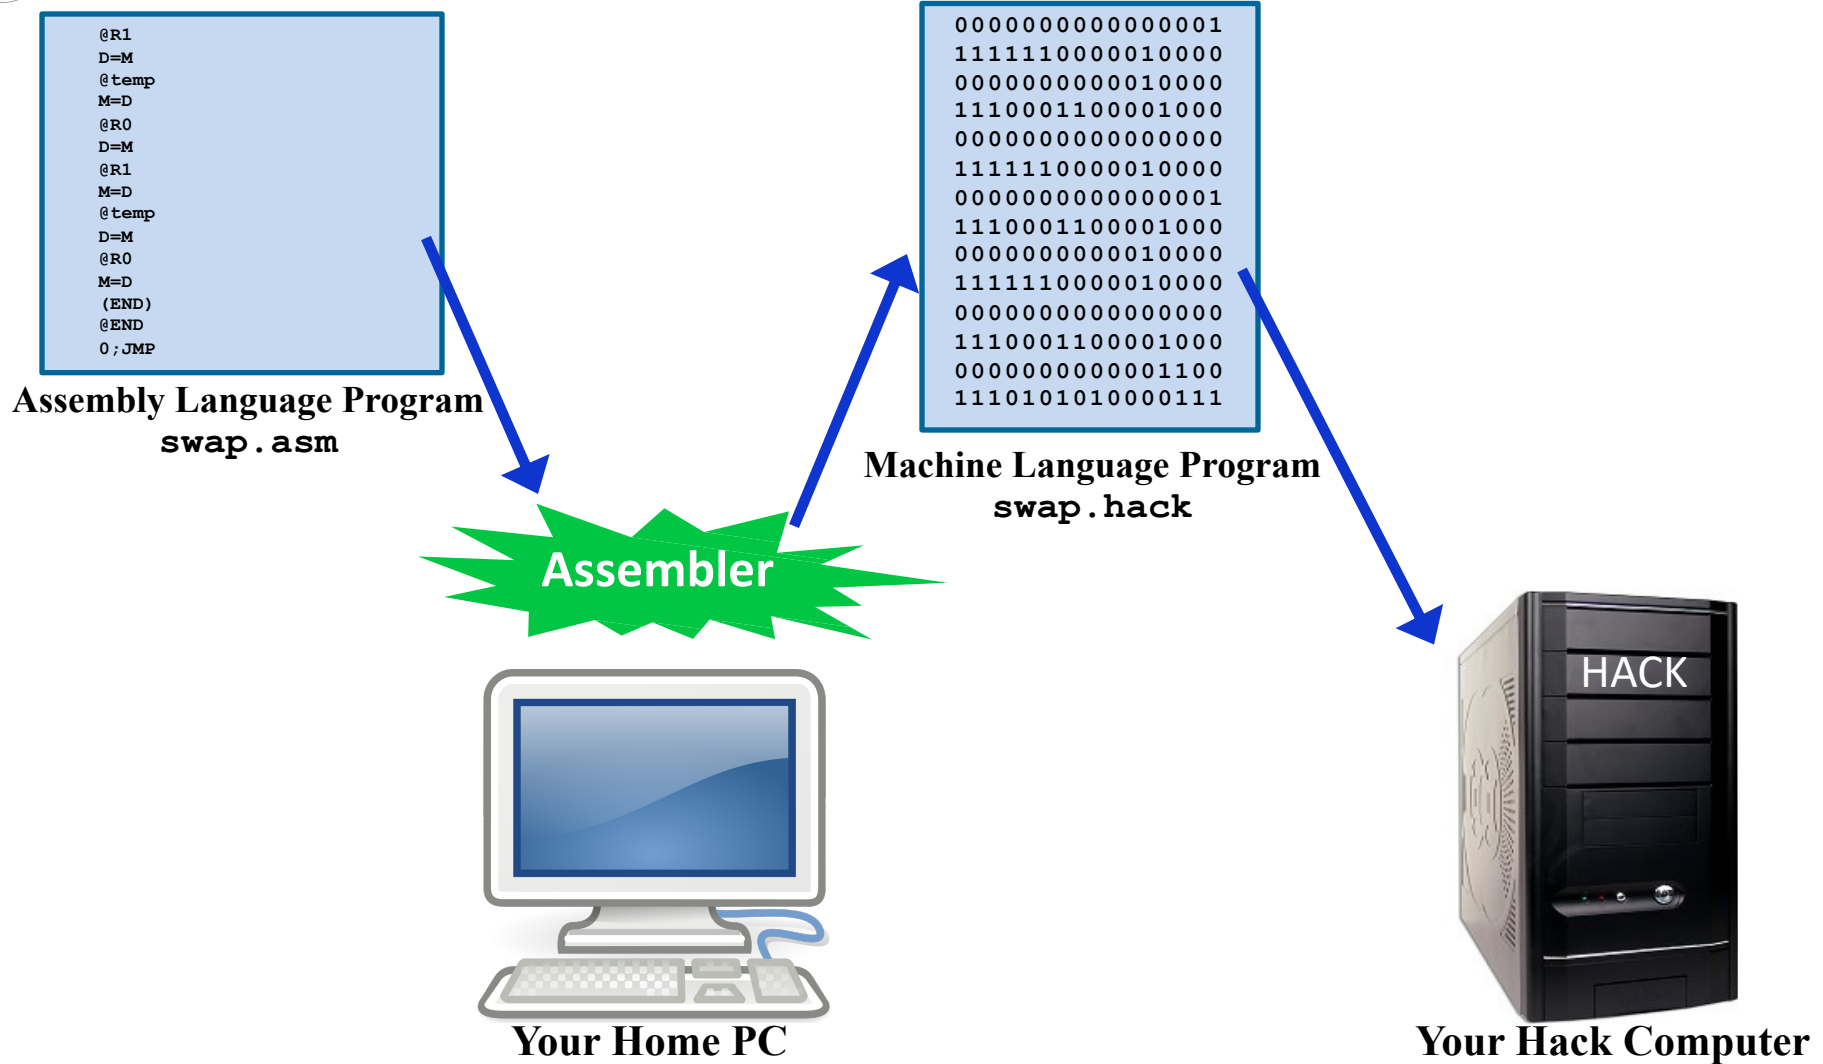 @R1
D=M
@temp
M=D
@R0
D=M
@R1
M=D
@temp
D=M
@R0
M=D
(END)
@END
0;JMP
Assembly Language Program
swap.asm
0000000000000001
1111110000010000
0000000000010000
1110001100001000
0000000000000000
1111110000010000
0000000000000001
1110001100001000
0000000000010000
1111110000010000
0000000000000000
1110001100001000
0000000000001100
1110101010000111
Machine Language Program
swap.hack
Assembler
HACK
Your Home PC
Your Hack Computer